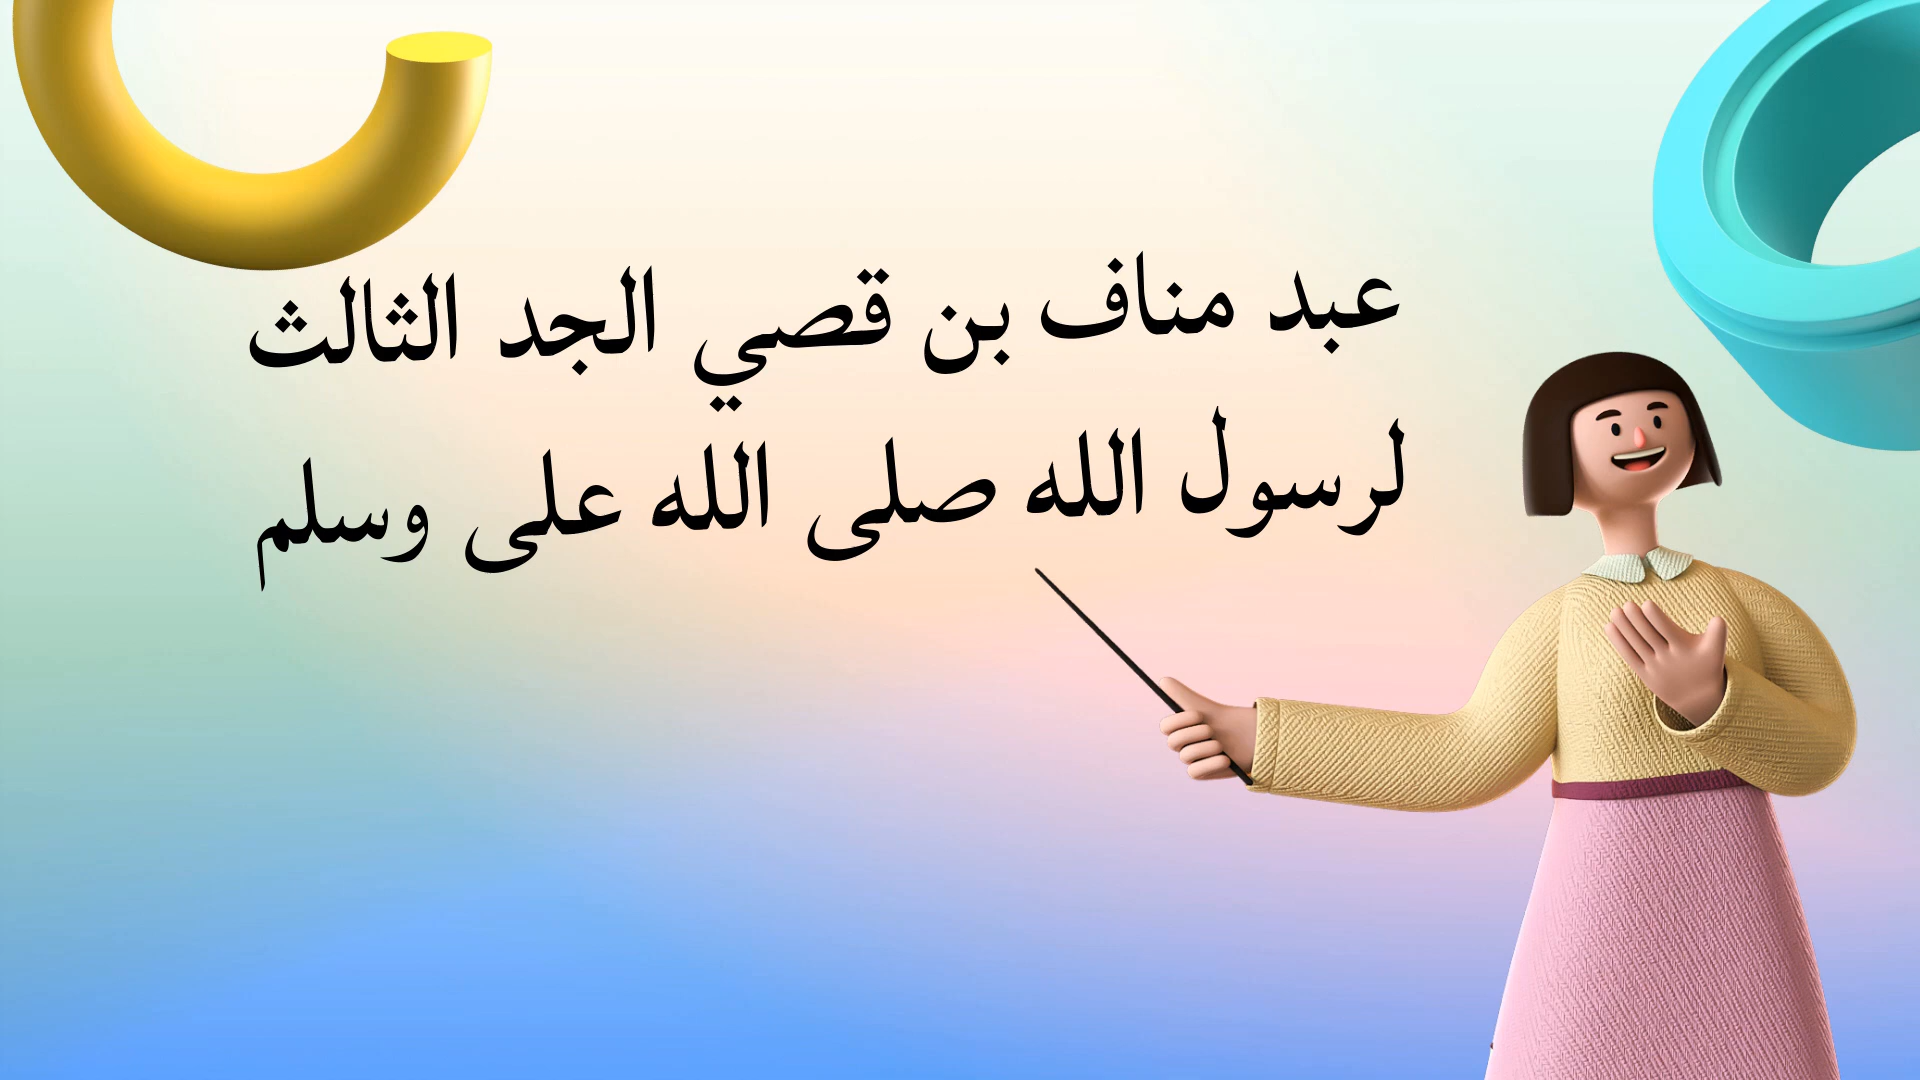 عبد مناف بن قصي الجد الثالث
لرسول الله صلى الله على وسلم